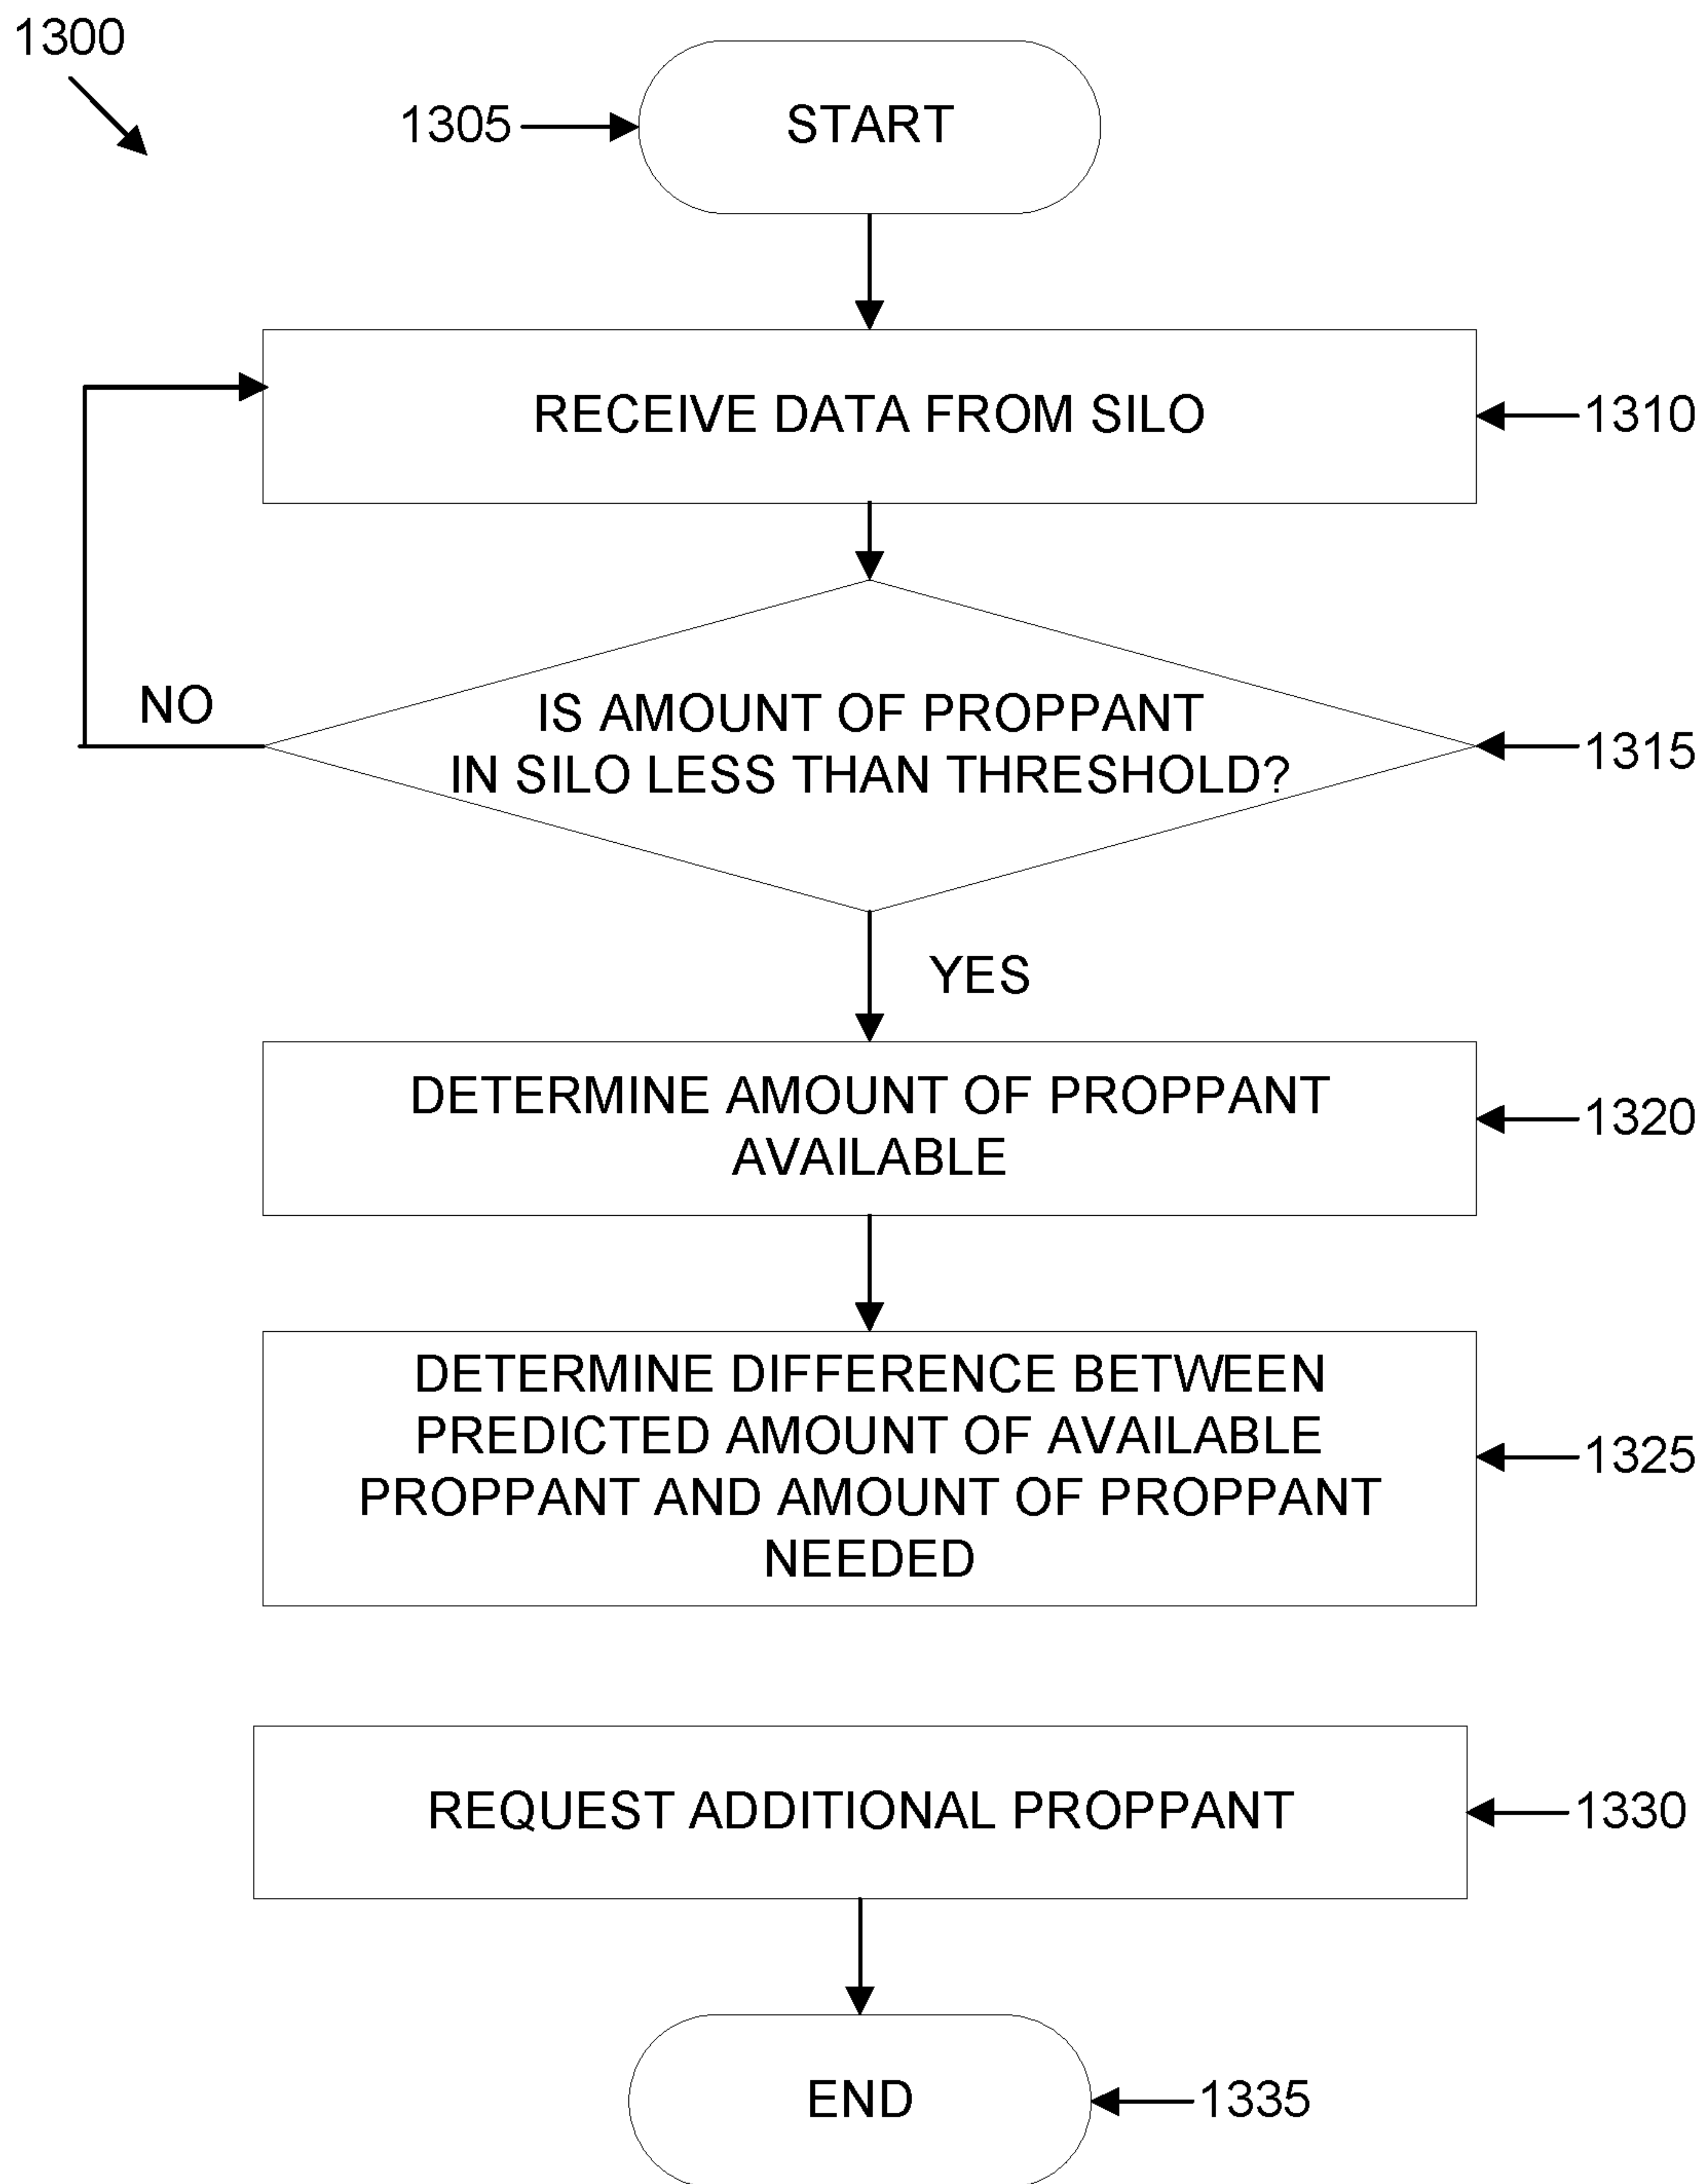 1300
1305
START
RECEIVE DATA FROM SILO
1310
NO
IS AMOUNT OF PROPPANT
IN SILO LESS THAN THRESHOLD?
1315
YES
DETERMINE AMOUNT OF PROPPANT
AVAILABLE
1320
DETERMINE DIFFERENCE BETWEEN
PREDICTED AMOUNT OF AVAILABLE
PROPPANT AND AMOUNT OF PROPPANT
NEEDED
1325
REQUEST ADDITIONAL PROPPANT
1330
END
1335